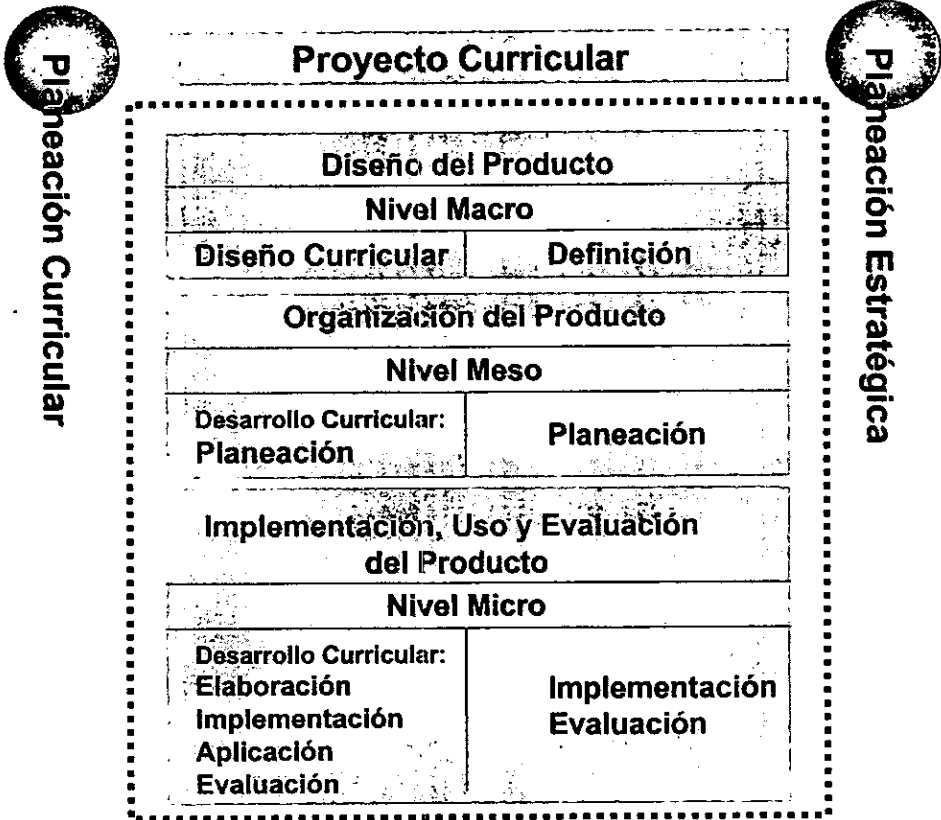 Proyecto Curricular
Planeación Curricular
Planeación Estratégica
Diseño del Producto
Nivel Macro
Diseño Curricular
Definición
Organización del Producto
Nivel Meso
Desarrollo Curricular:
Planeación
Planeación
Implementación, Uso y Evaluación
del Producto
Nivel Micro
Desarrollo Curricular:
Elaboración
Implementación
Aplicación
Evaluación
Implementación
Evaluación